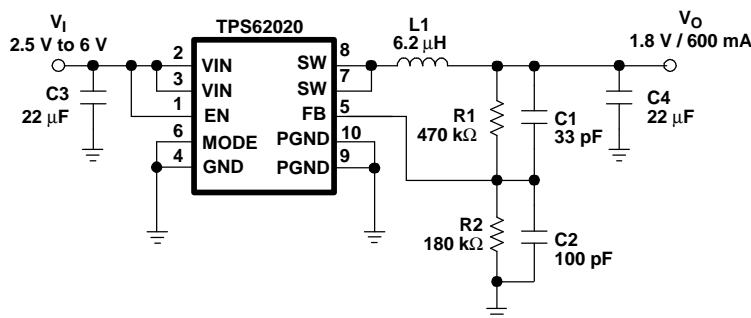 TPS62020
VI
2.5 V to 6 V
C3
22 μF
2
3
1
6
4
VIN
VIN
EN
MODE
GND
SW
SW
FB
PGND
PGND
8
7
5
10
9
L1
6.2 μH
R1
470 kΩ
C1
33 pF
R2
180 kΩ
C2
100 pF
VO
1.8 V / 600 mA
C4
22 μF